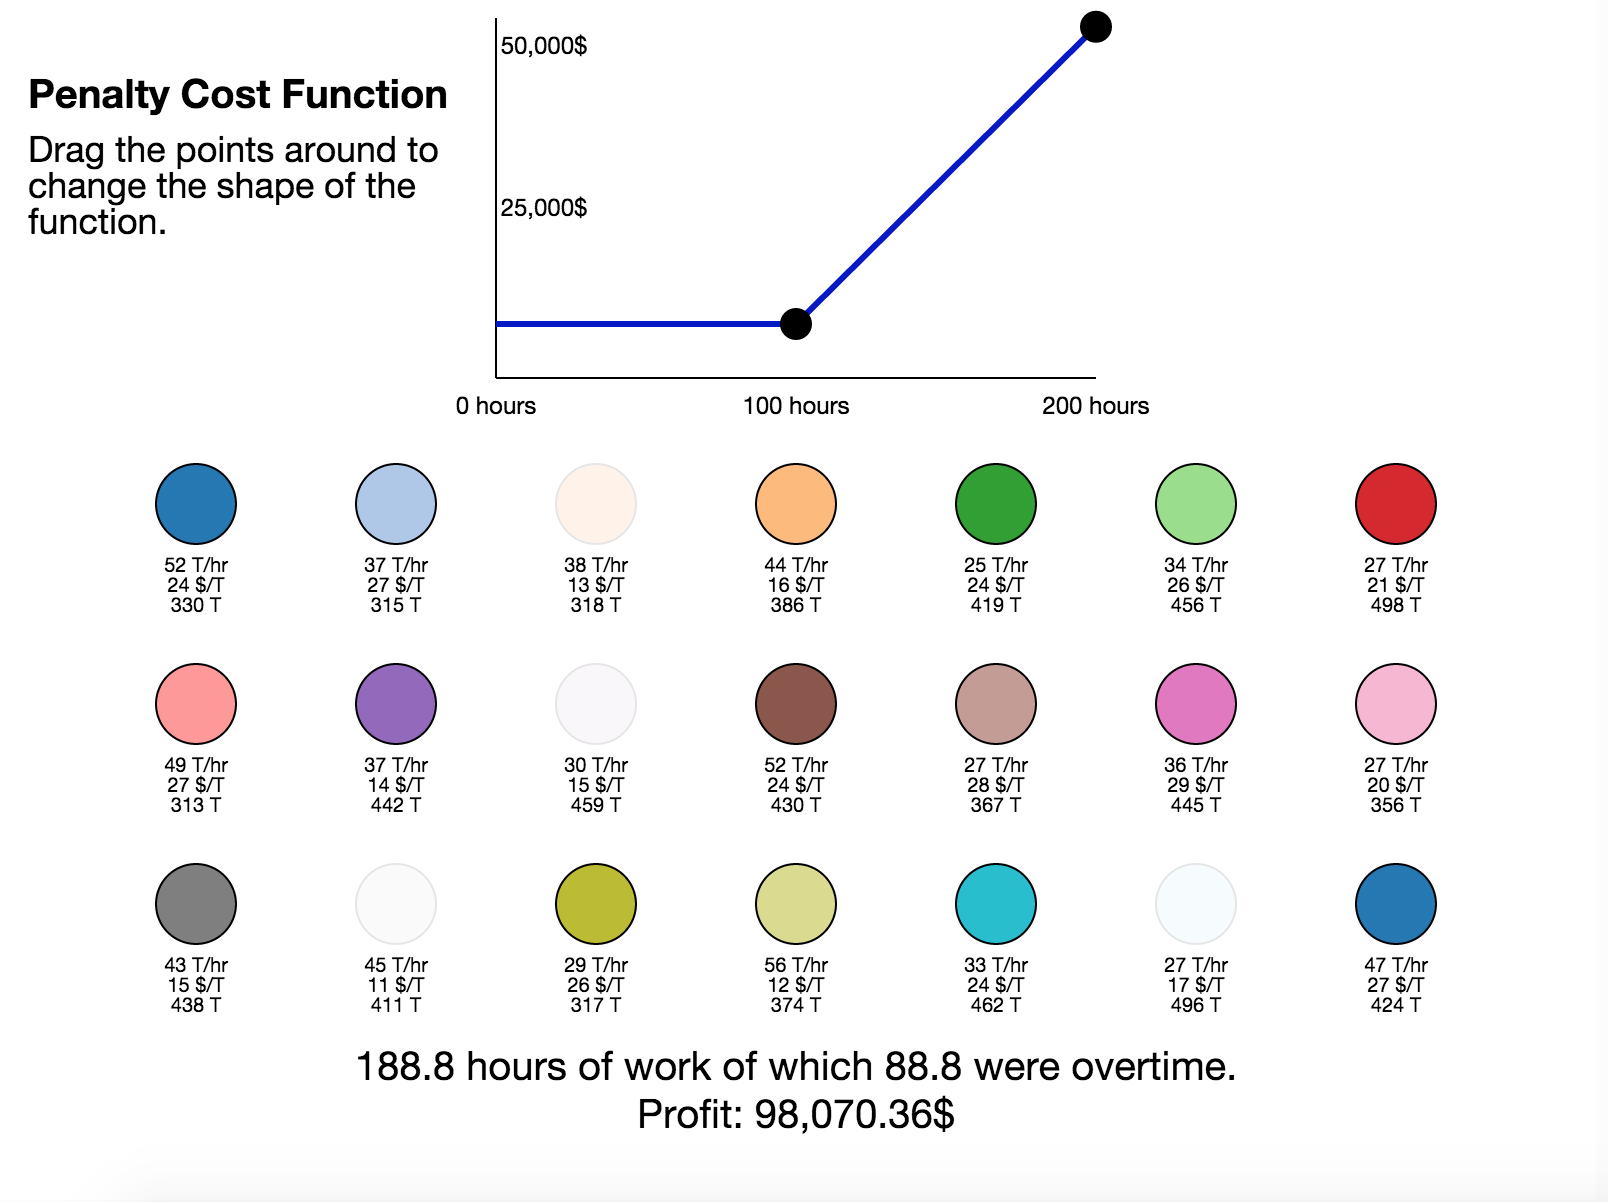 50,000$
Penalty Cost Function
Drag the points around to
change the shape of the
function.
25,000$
0 hours 100 hours 200 hours
52 T/hr 37 T/hr 38 T/hr 44 T/hr 25 T/hr 34 T/hr 27 T/hr
24 $/T 27 $/T 13 $/T 16 $/T 24 $/T 26 $/T 21 $/T
330 T 315 T 318 T 386 T 419 T 456 T 498 T
49 T/hr 37 T/hr 30 T/hr 52 T/hr 27 T/hr 36 T/hr 27 T/hr
27 $/T 14 $/T 15 $/T 24 $/T 28 $/T 29 $/T 20 $/T
313 T 442 T 459 T 430 T 367 T 445 T 356 T
43 T/hr 45 T/hr 29 T/hr 56 T/hr 33 T/hr 27 T/hr 47 T/hr
15 $/T 11 $/T 26 $/T 12 $/T 24 $/T 17 $/T 27 $/T
438 T 411 T 317 T 374 T 462 T 496 T 424 T
188.8 hours of work of which 88.8 were overtime.
Profit: 98,070.36$